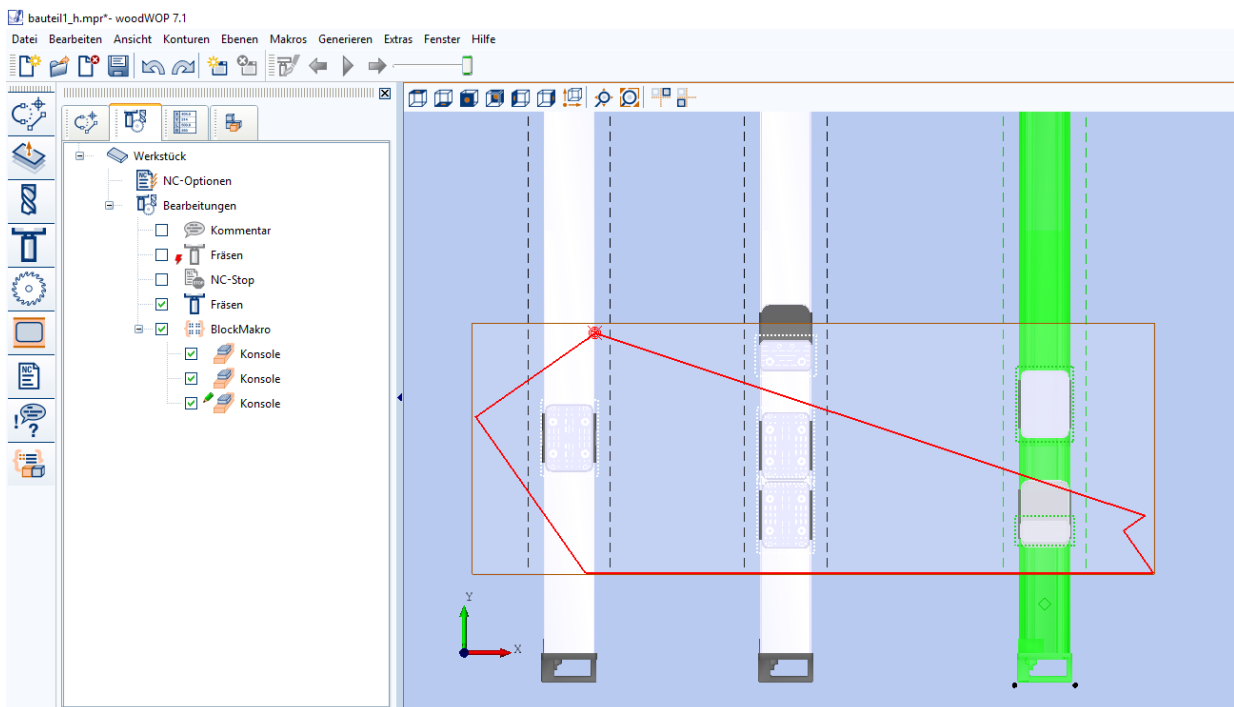 bauteil1_h.mpr*- woodWOP 7.1
Datei Bearbeiten Ansicht Konturen Ebenen Makros Generieren Extras Fenster Hilfe
Werkstück
NC-Optionen
Bearbeitungen
Kommentar
Fräsen
NC-Stop
Fräsen
BlockMakro
Konsole
Konsole
Konsole
NC
Y
X